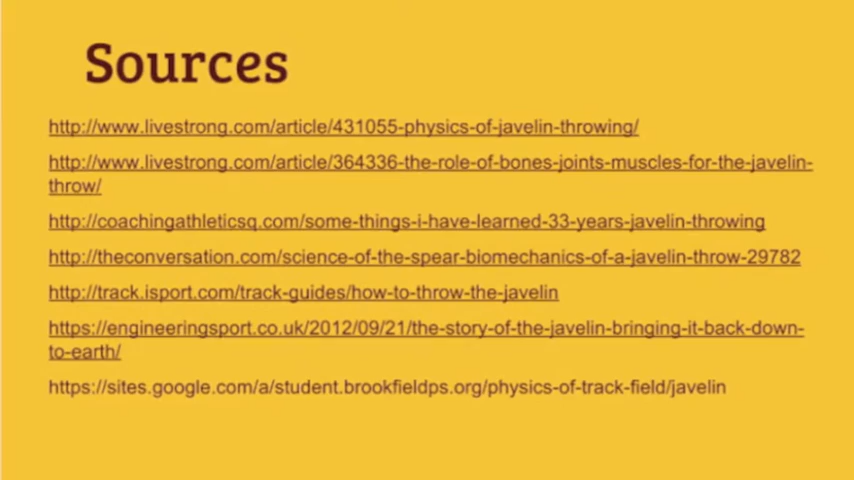 Sources
http://www.livestrong.com/article/431055-physics-of-javelin-throwing/
http://www.livestrong.com/article/364336-the-role-of-bones-joints-muscles-for-the-javelin-
throw/
http://coachingathleticsq.com/some-things-i-have-learned-33-years-javelin-throwing
http://theconversation.com/science-of-the-spear-biomechanics-of-a-javelin-throw-29782
http://track.isport.com/track-guides/how-to-throw-the-javelin
https://engineeringsport.co.uk/2012/09/21/the-story-of-the-javelin-bringing-it-back-down-
to-earth/
https://sites.google.com/a/student.brookfieldps.org/physics-of-track-field/javelin